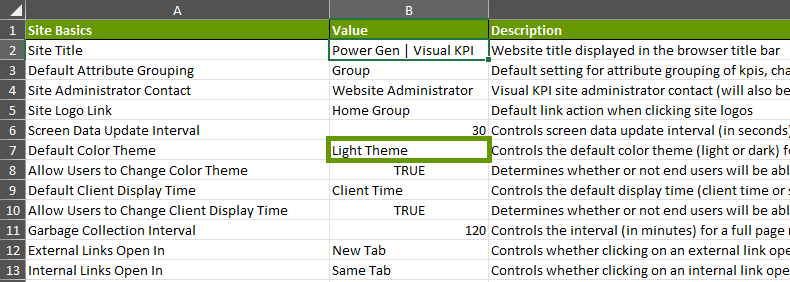 A B
1 Site Basics Value Description
2 Site Title Power Gen | Visual KPI Website title displayed in the browser title bar
3 Default Attribute Grouping Group Default setting for attribute grouping of kpis, cha
4 Site Administrator Contact Website Administrator Visual KPI site administrator contact (will also be
5 Site Logo Link Home Group Default link action when clicking site logos
6 Screen Data Update Interval 30 Controls screen data update interval (in seconds)
7 Default Color Theme Light Theme Controls the default color theme (light or dark) f
8 Allow Users to Change Color Theme TRUE Determines whether or not end users will be abl
9 Default Client Display Time Client Time Controls the default display time (client time or s
10 Allow Users to Change Client Display Time TRUE Determines whether or not end users will be abl
11 Garbage Collection Interval 120 Controls the interval (in minutes) for a full page
12 External Links Open In New Tab Controls whether clicking on an external link ope
13 Internal Links Open In Same Tab Controls whether clicking on an internal link ope